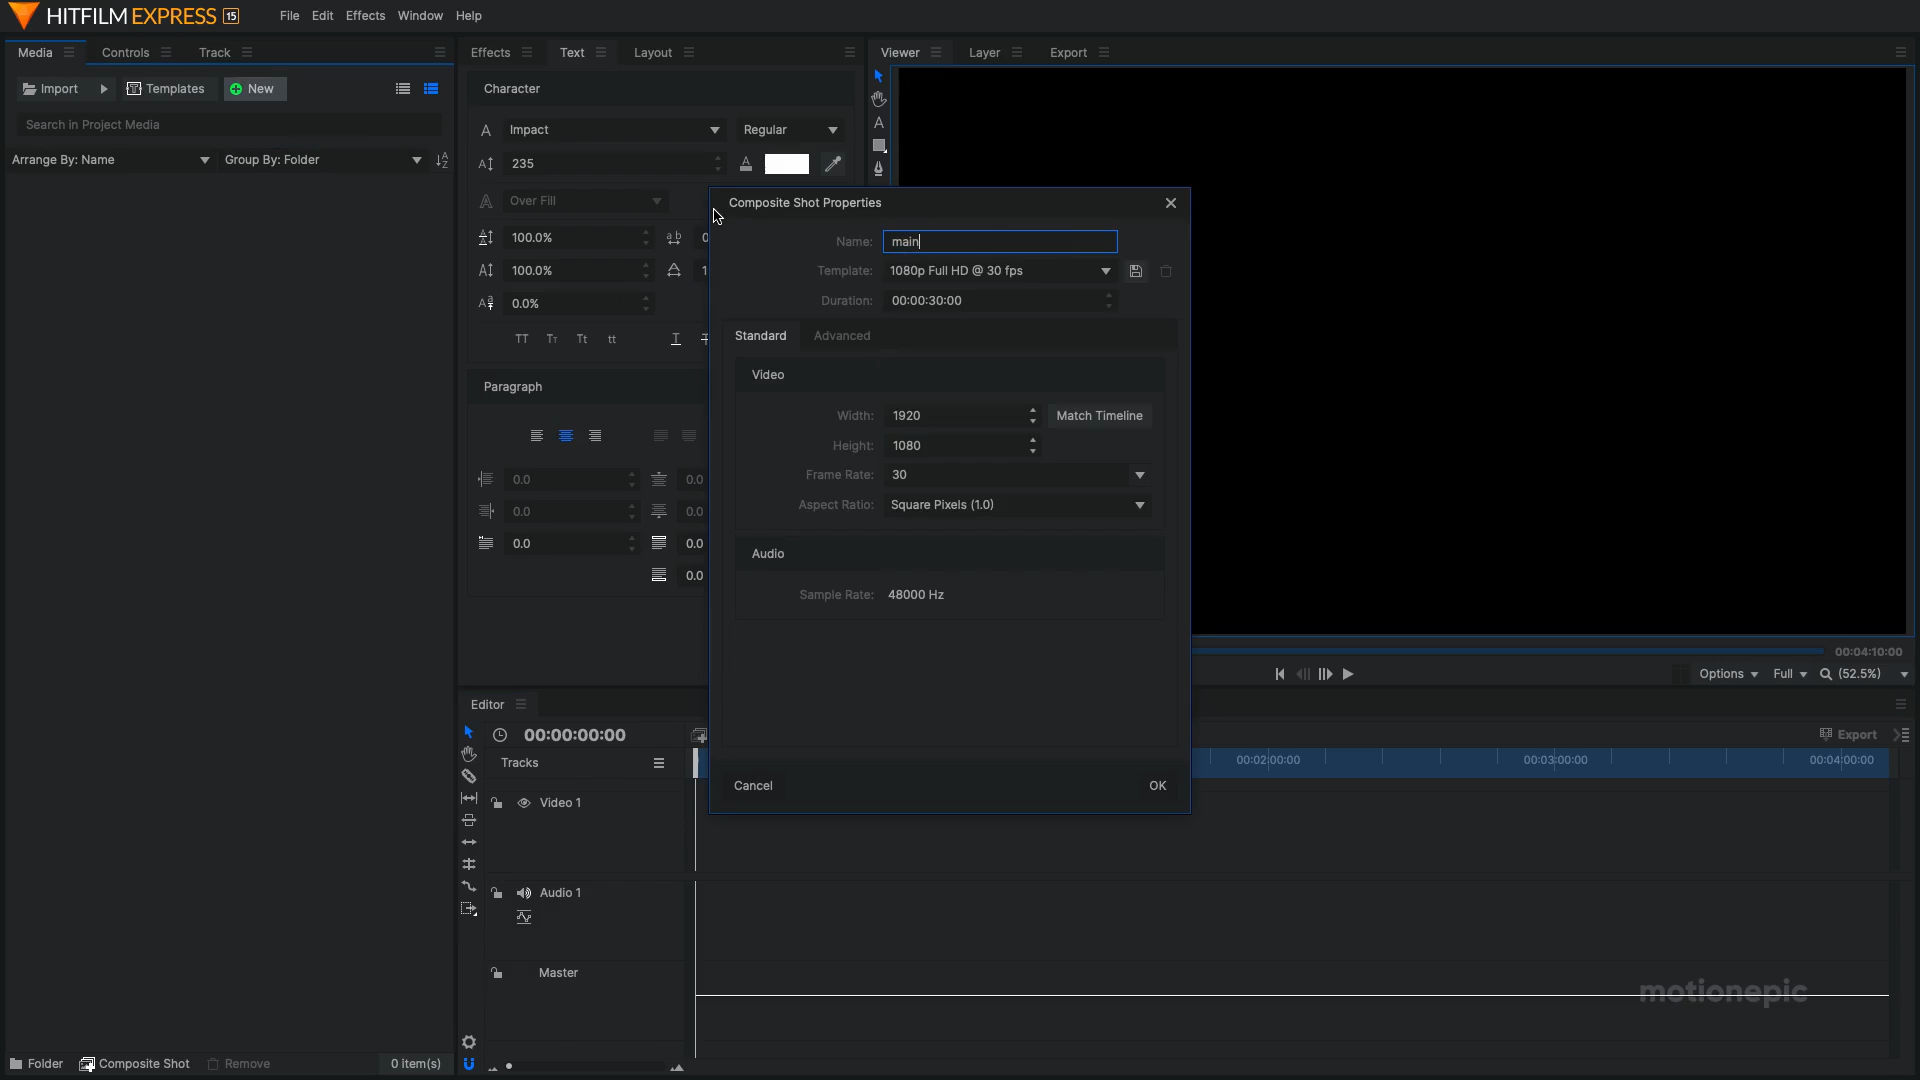 HITFILM EXPRESS 15
File Edit Effects Window Help
Media Controls Track
Effects Text Layout
Viewer Layer Export
Import Templates New
Search in Project Media
Arrange By: Name Group By: Folder
Character
A Impact Regular
235
Over Fill
100.0% 0
100.0% 1
0.0%
TT Tt Tt tt T
Paragraph
0.0 0.0
0.0 0.0
0.0 0.0
0.0
Composite Shot Properties
Name: main
Template: 1080p Full HD @ 30 fps
Duration: 00:00:30:00
Standard Advanced
Video
Width: 1920 Match Timeline
Height: 1080
Frame Rate: 30
Aspect Ratio: Square Pixels (1.0)
Audio
Sample Rate: 48000 Hz
Cancel OK
00:04:10:00
Options Full (52.5%)
Editor
00:00:00:00 Export
Tracks 00:02:00:00 00:03:00:00 00:04:00:00
Video 1
Audio 1
Master
motionepic
Folder Composite Shot Remove 0 item(s)